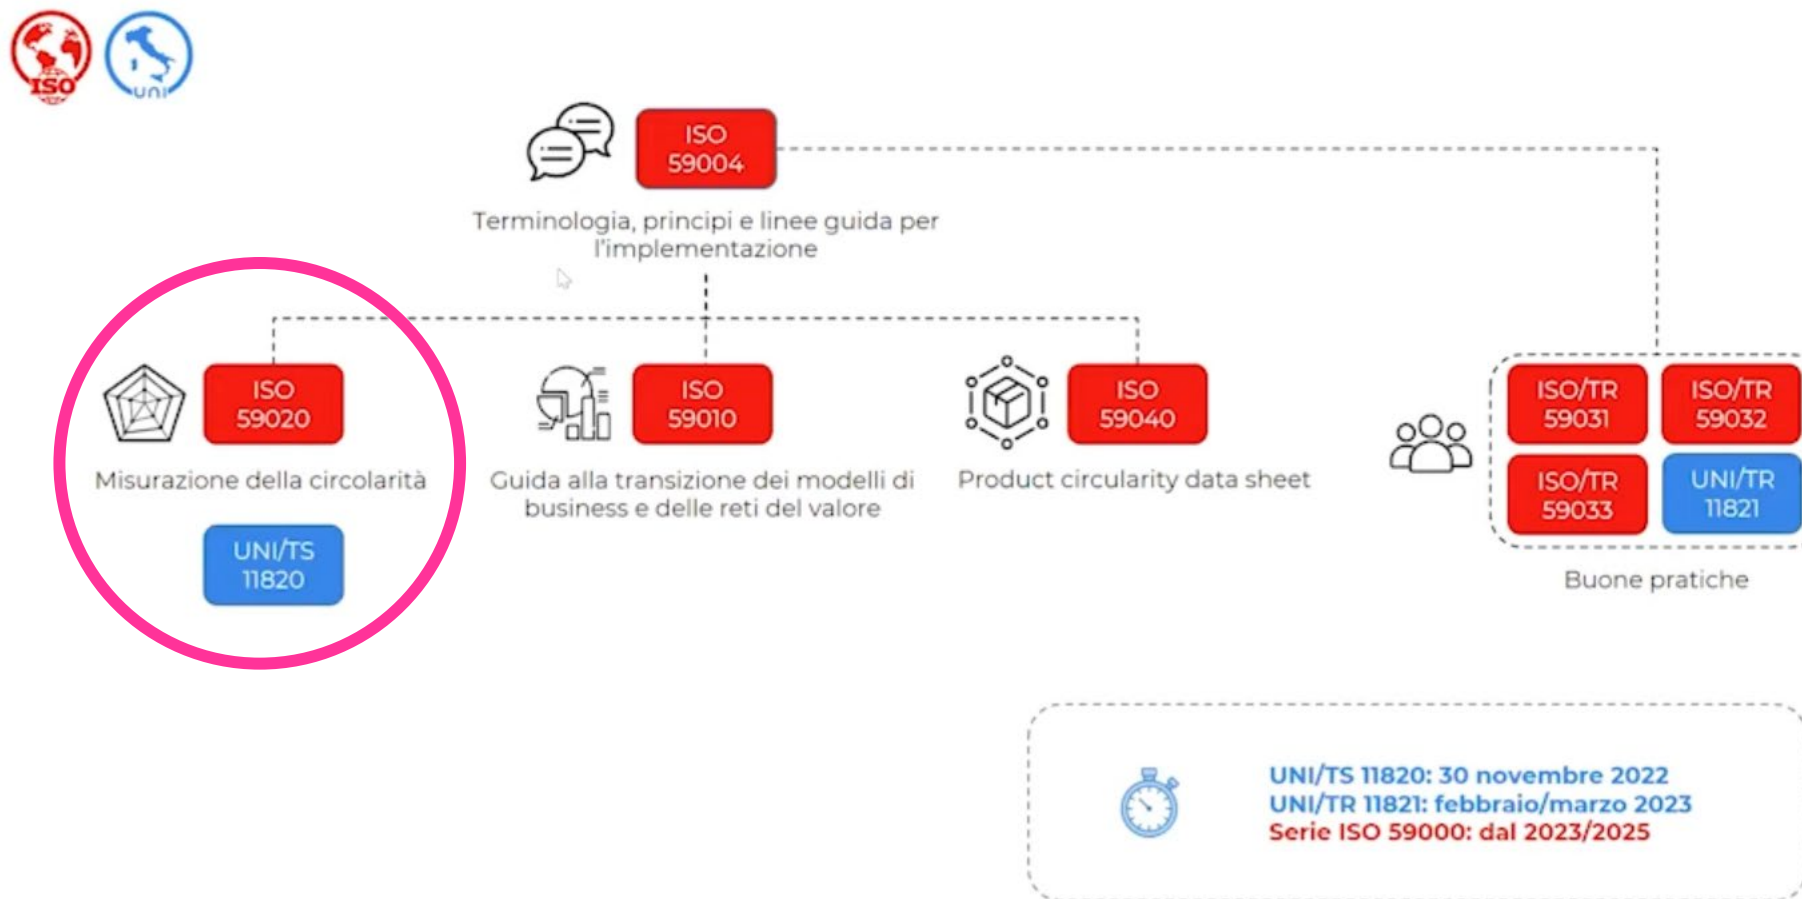 ISO
UNI
ISO
59004
Terminologia, principi e linee guida per
l'implementazione
ISO
59020
Misurazione della circolarità
UNI/TS
11820
ISO
59010
Guida alla transizione dei modelli di
business e delle reti del valore
ISO
59040
Product circularity data sheet
ISO/TR
59031
ISO/TR
59032
ISO/TR
59033
UNI/TR
11821
Buone pratiche
UNI/TS 11820: 30 novembre 2022
UNI/TR 11821: febbraio/marzo 2023
Serie ISO 59000: dal 2023/2025